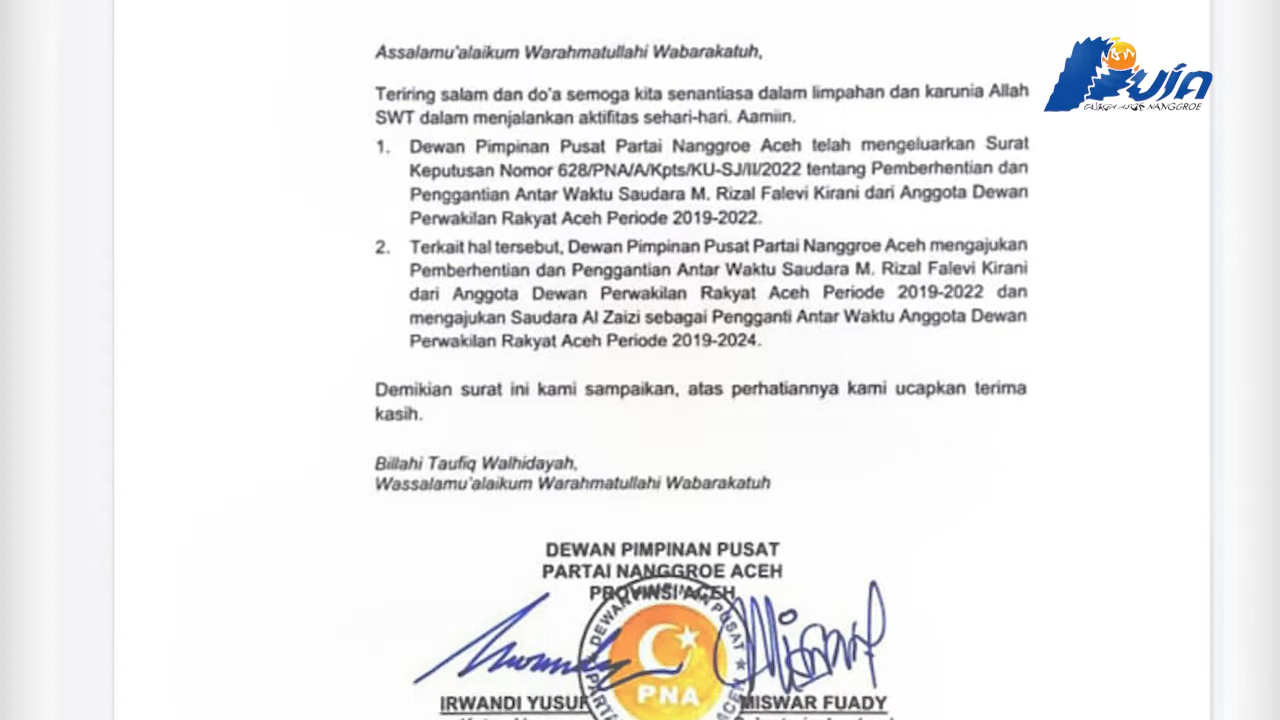 Assalamu'alaikum Warahmatullahi Wabarakatuh,
Teriring salam dan do'a semoga kita senantiasa dalam limpahan dan karunia Allah
SWT dalam menjalankan aktifitas sehari-hari. Aamiin.
1. Dewan Pimpinan Pusat Partai Nanggroe Aceh telah mengeluarkan Surat
Keputusan Nomor 628/PNA/A/Kpts/KU-SJ/II/2022 tentang Pemberhentian dan
Penggantian Antar Waktu Saudara M. Rizal Falevi Kirani dari Anggota Dewan
Perwakilan Rakyat Aceh Periode 2019-2022.
2. Terkait hal tersebut, Dewan Pimpinan Pusat Partai Nanggroe Aceh mengajukan
Pemberhentian dan Penggantian Antar Waktu Saudara M. Rizal Falevi Kirani
dari Anggota Dewan Perwakilan Rakyat Aceh Periode 2019-2022 dan
mengajukan Saudara Al Zaizi sebagai Pengganti Antar Waktu Anggota Dewan
Perwakilan Rakyat Aceh Periode 2019-2024.
Demikian surat ini kami sampaikan, atas perhatiannya kami ucapkan terima
kasih.
Billahi Taufiq Walhidayah,
Wassalamu'alaikum Warahmatullahi Wabarakatuh
DEWAN PIMPINAN PUSAT
PARTAI NANGGROE ACEH
PROVINSI ACEH
DEWAN PUSAT
PNA
IRWANDI YUSUF
MISWAR FUADY
Puja
NANGGROE